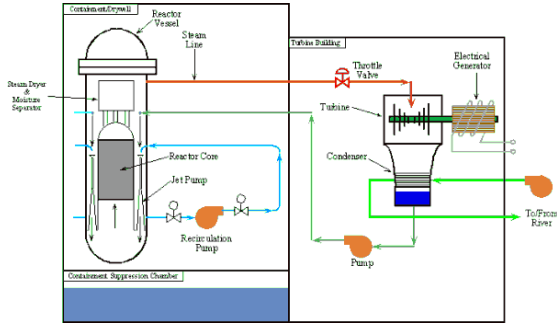 Containment/Drywell
Reactor
Vessel
Steam
Line
Turbine Building
Throttle
Valve
Electrical
Generator
Steam Dryer
&
Moisture
Separator
Turbine
Reactor Core
Condenser
Jet Pump
Recirculation
Pump
Pump
To/From
River
Containment Suppression Chamber